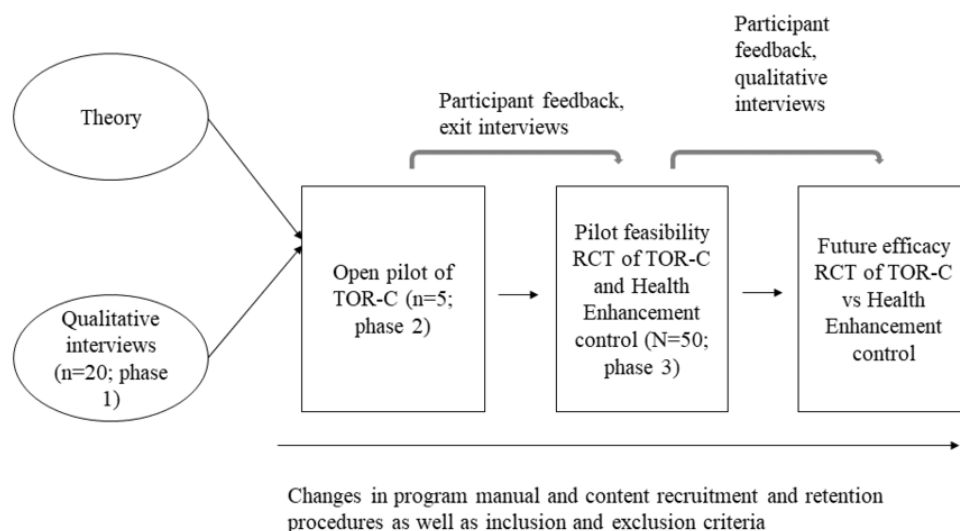 Theory
Qualitative
interviews
(n=20; phase
1)
Participant feedback,
exit interviews
Participant
feedback,
qualitative
interviews
Open pilot of
TOR-C (n=5;
phase 2)
Pilot feasibility
RCT of TOR-C
and Health
Enhancement
control (N=50;
phase 3)
Future efficacy
RCT of TOR-C
vs Health
Enhancement
control
Changes in program manual and content recruitment and retention
procedures as well as inclusion and exclusion criteria